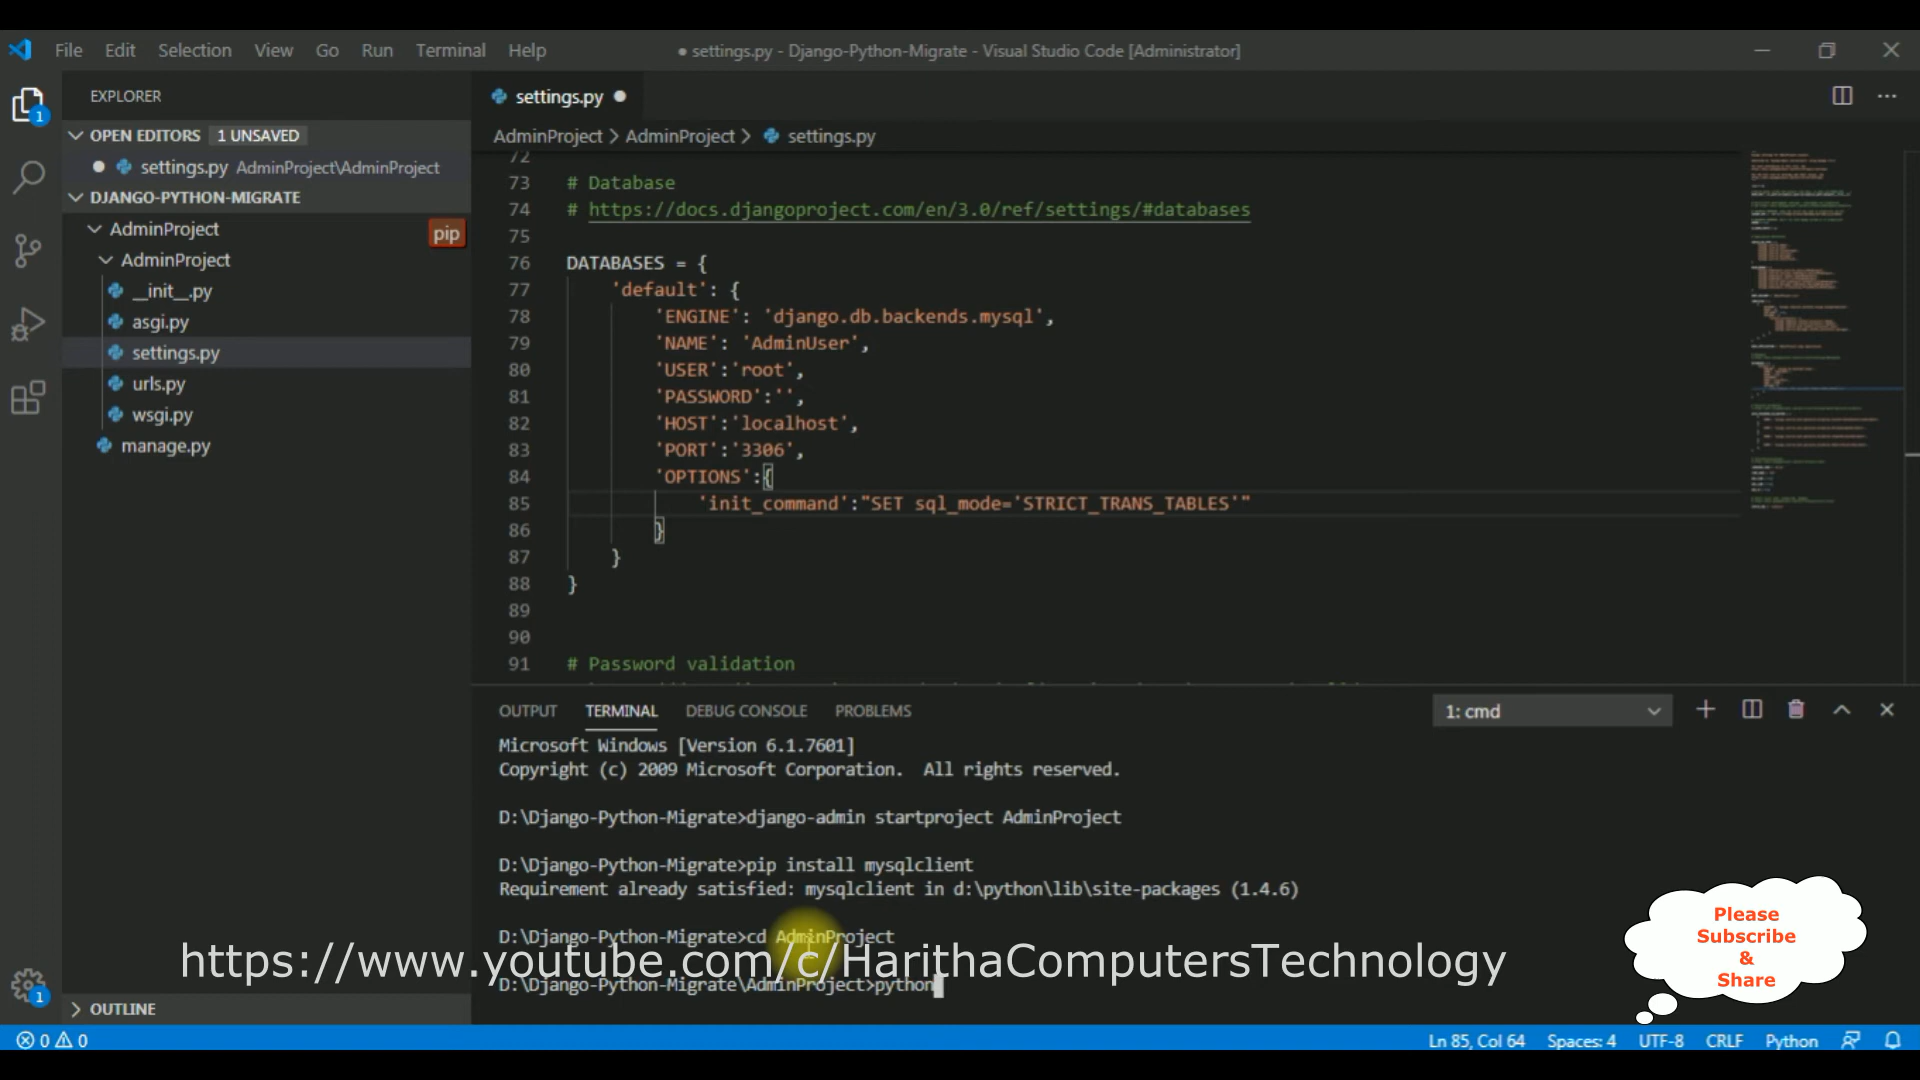 File Edit Selection View Go Run Terminal Help
● settings.py - Django-Python-Migrate - Visual Studio Code [Administrator]
EXPLORER
OPEN EDITORS 1 UNSAVED
settings.py AdminProject\AdminProject
DJANGO-PYTHON-MIGRATE
AdminProject
pip
AdminProject
__init__.py
asgi.py
settings.py
urls.py
wsgi.py
manage.py
OUTLINE
1
1
settings.py
AdminProject > AdminProject > settings.py
72
73 # Database
74 # https://docs.djangoproject.com/en/3.0/ref/settings/#databases
75
76 DATABASES = {
77 'default': {
78 'ENGINE': 'django.db.backends.mysql',
79 'NAME': 'AdminUser',
80 'USER':'root',
81 'PASSWORD':'',
82 'HOST':'localhost',
83 'PORT':'3306',
84 'OPTIONS':{
85 'init_command':"SET sql_mode='STRICT_TRANS_TABLES'"
86 }
87 }
88 }
89
90
91 # Password validation
OUTPUT TERMINAL DEBUG CONSOLE PROBLEMS
1: cmd
Microsoft Windows [Version 6.1.7601]
Copyright (c) 2009 Microsoft Corporation. All rights reserved.
D:\Django-Python-Migrate>django-admin startproject AdminProject
D:\Django-Python-Migrate>pip install mysqlclient
Requirement already satisfied: mysqlclient in d:\python\lib\site-packages (1.4.6)
D:\Django-Python-Migrate>cd AdminProject
https://www.youtube.com/c/HarithaComputersTechnology
D:\Django-Python-Migrate\AdminProject>python
Please
Subscribe
&
Share
0 0
Ln 85, Col 64 Spaces: 4 UTF-8 CRLF Python